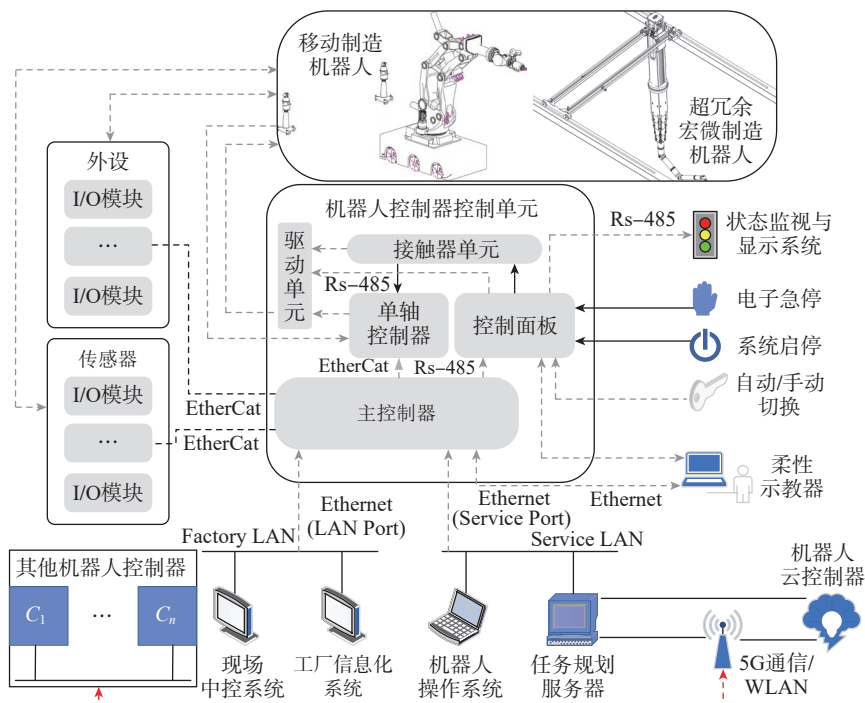 移动制造
机器人
超冗余
宏微制造
机器人
外设
I/O模块
…
I/O模块
传感器
I/O模块
…
I/O模块
机器人控制器控制单元
驱
动
单
元
接触器单元
Rs-485
单轴
控制器
控制面板
EtherCat
Rs-485
主控制器
EtherCat
EtherCat
Rs-485
状态监视与
显示系统
电子急停
系统启停
自动/手动
切换
柔性
示教器
Ethernet
(LAN Port)
Ethernet
(Service Port)
Ethernet
Factory LAN
Service LAN
其他机器人控制器
C1
…
Cn
现场
中控系统
工厂信息化
系统
机器人
操作系统
任务规划
服务器
5G通信/
WLAN
机器人
云控制器